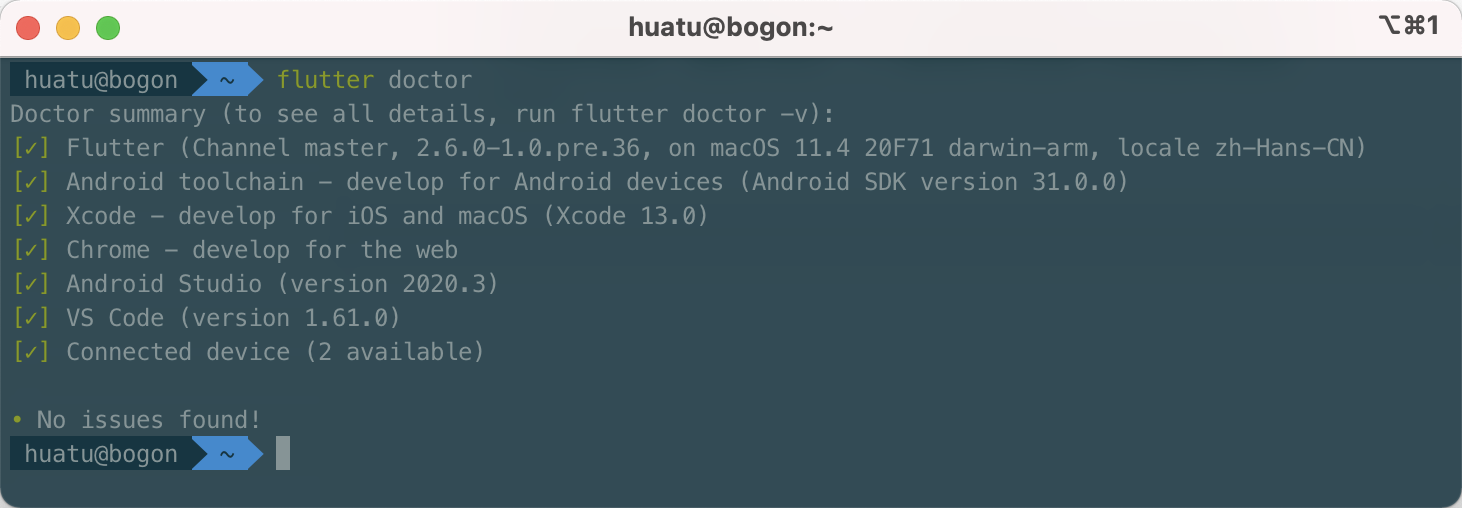 huatu@bogon:~ ⌥⌘1
huatu@bogon ~ flutter doctor
Doctor summary (to see all details, run flutter doctor -v):
[✓] Flutter (Channel master, 2.6.0-1.0.pre.36, on macOS 11.4 20F71 darwin-arm, locale zh-Hans-CN)
[✓] Android toolchain - develop for Android devices (Android SDK version 31.0.0)
[✓] Xcode - develop for iOS and macOS (Xcode 13.0)
[✓] Chrome - develop for the web
[✓] Android Studio (version 2020.3)
[✓] VS Code (version 1.61.0)
[✓] Connected device (2 available)
• No issues found!
huatu@bogon ~